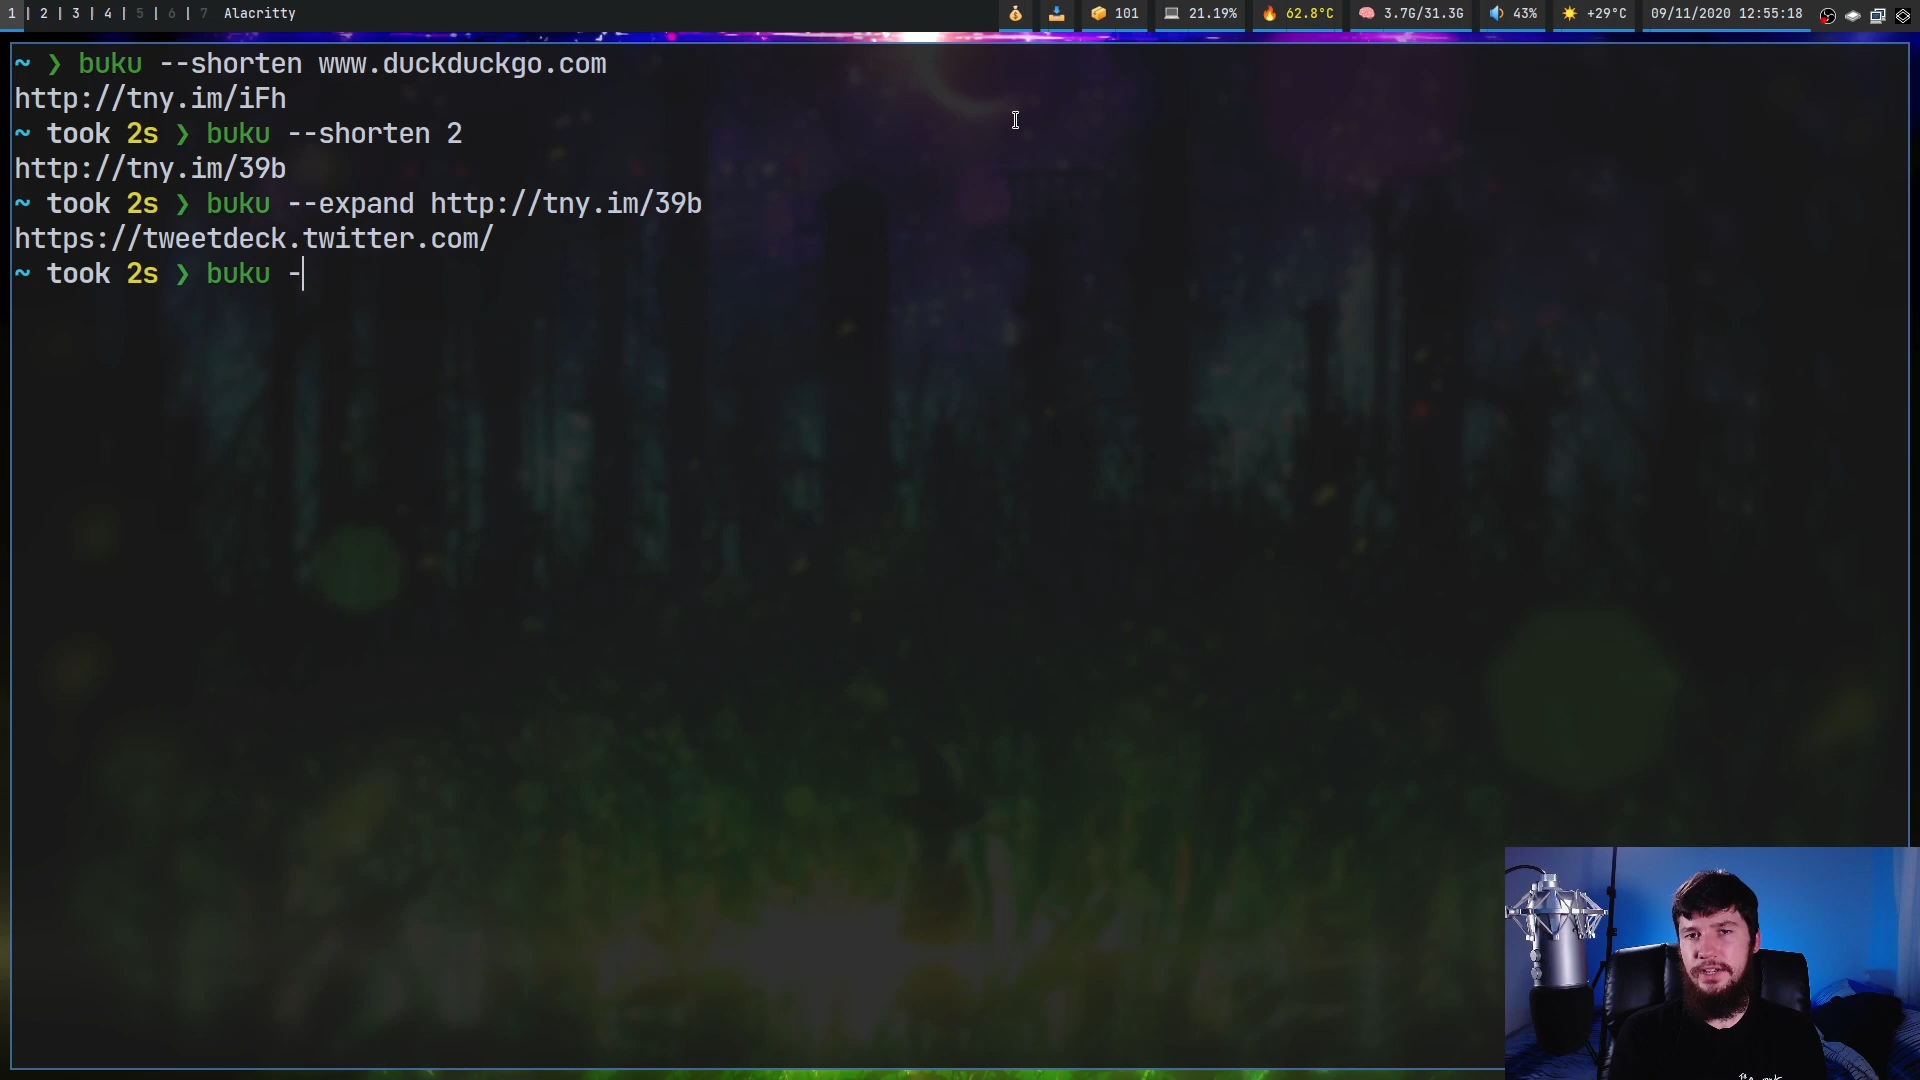 1 | 2 | 3 | 4 | 5 | 6 | 7 Alacritty 101 21.19% 62.8°C 3.7G/31.3G 43% +29°C 09/11/2020 12:55:18
~ ❯ buku --shorten www.duckduckgo.com
http://tny.im/iFh
~ took 2s ❯ buku --shorten 2
http://tny.im/39b
~ took 2s ❯ buku --expand http://tny.im/39b
https://tweetdeck.twitter.com/
~ took 2s ❯ buku -